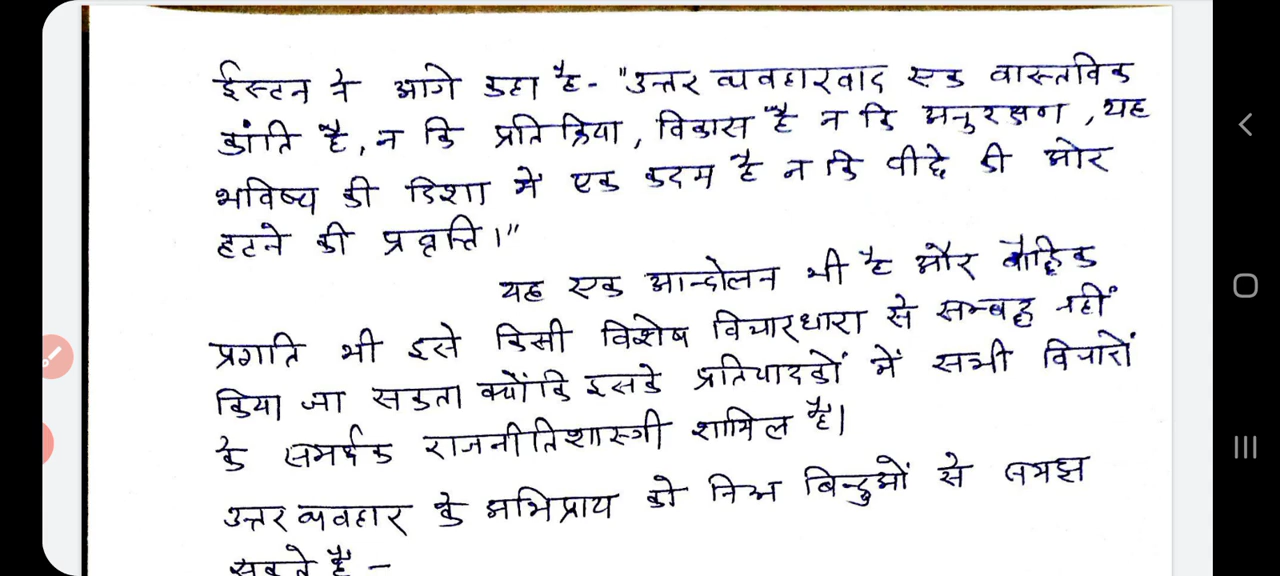 ईस्टन ने आगे कहा है- "उत्तर व्यवहारवाद एक वास्तविक
क्रांति है, न कि प्रतिक्रिया, विकास है न कि अनुरक्षण, यह
भविष्य की दिशा में एक कदम है न कि पीछे की ओर
हटने की प्रवृत्ति।"
यह एक आन्दोलन भी है और बौद्धिक
प्रगति भी इसे किसी विशेष विचारधारा से सम्बद्ध नहीं
किया जा सकता क्योंकि इसके प्रतिपादकों में सभी विचारों
के समर्थक राजनीतिशास्त्री शामिल है।
उत्तर व्यवहार के अभिप्राय को निम्न बिन्दुओं से समझ
सकते हैं -